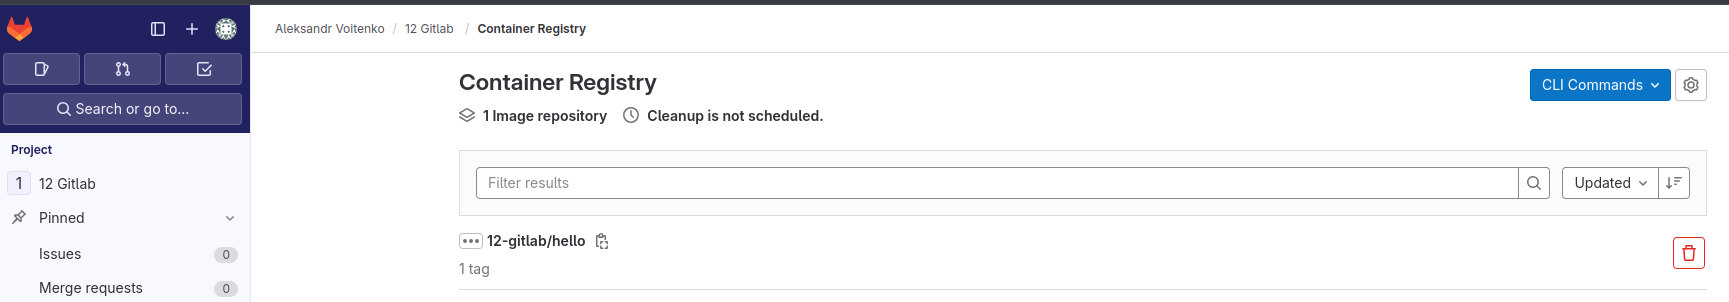 Aleksandr Voitenko / 12 Gitlab / Container Registry
Search or go to...
Project
1 12 Gitlab
Pinned
Issues 0
Merge requests 0
Container Registry
CLI Commands
1 Image repository Cleanup is not scheduled.
Filter results
Updated
12-gitlab/hello
1 tag